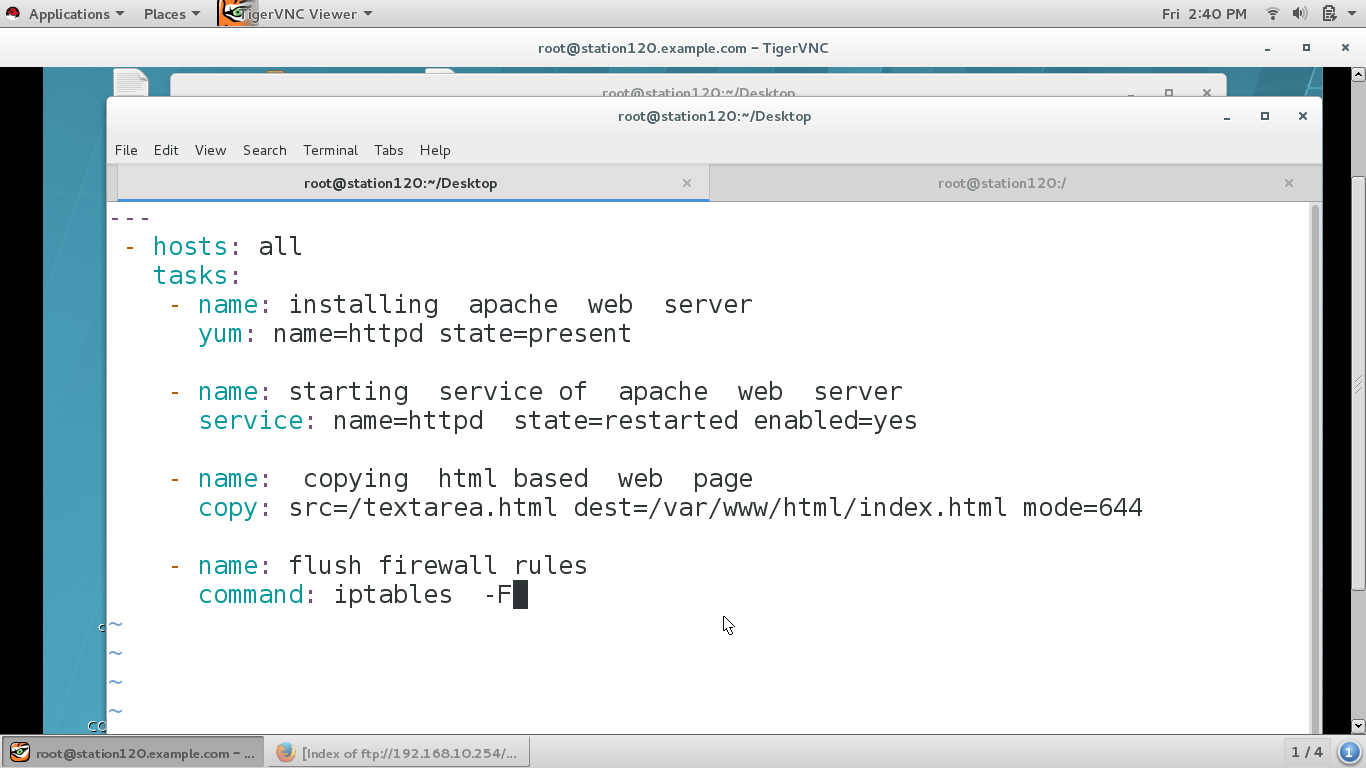 Applications Places TigerVNC Viewer Fri 2:40 PM
root@station120.example.com - TigerVNC
root@station120:~/Desktop
root@station120:~/Desktop
File Edit View Search Terminal Tabs Help
root@station120:~/Desktop root@station120:/
---
- hosts: all
tasks:
- name: installing  apache  web  server
yum: name=httpd state=present
- name: starting  service of  apache  web  server
service: name=httpd  state=restarted enabled=yes
- name:  copying  html based  web  page
copy: src=/textarea.html dest=/var/www/html/index.html mode=644
- name: flush firewall rules
command: iptables  -F
~
~
~
~
root@station120.example.com - ... [Index of ftp://192.168.10.254/... 1 / 4 1